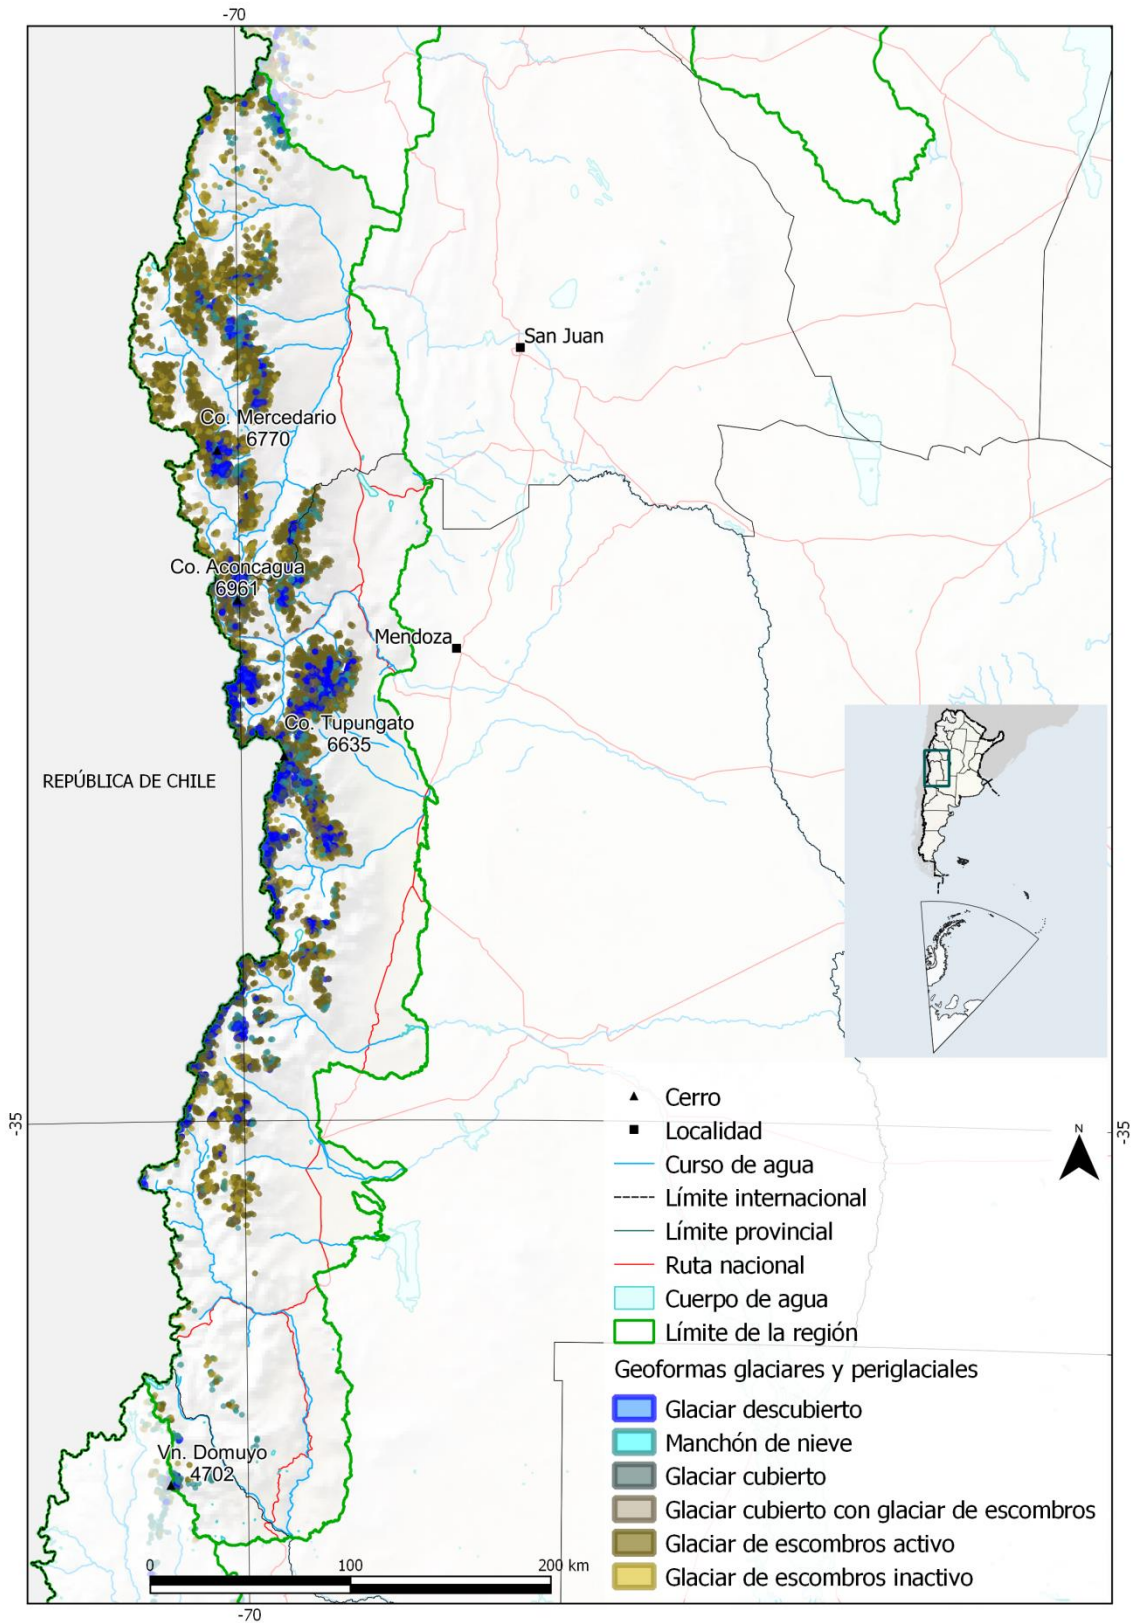 -70
San Juan
Co. Mercedario
6770
Co. Aconcagua
6961
Mendoza
Co. Tupungato
6635
REPÚBLICA DE CHILE
-35
-35
Cerro
Localidad
N
Curso de agua
Límite internacional
Límite provincial
Ruta nacional
Cuerpo de agua
Límite de la región
Geoformas glaciares y periglaciales
Glaciar descubierto
Manchón de nieve
Glaciar cubierto
Glaciar cubierto con glaciar de escombros
Glaciar de escombros activo
Glaciar de escombros inactivo
Vn. Domuyo
4702
0 100 200 km
-70